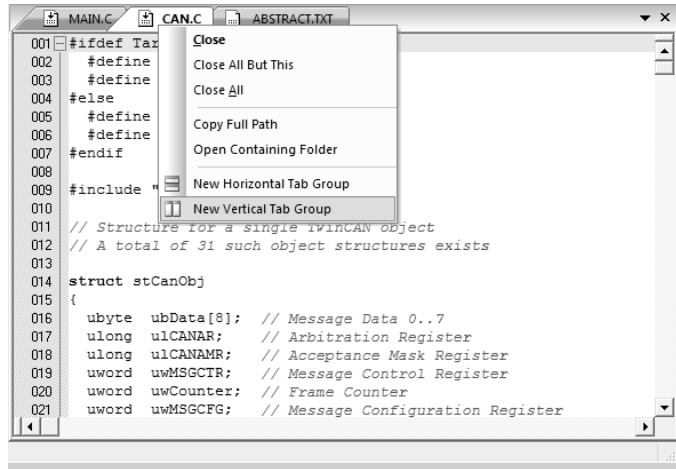 MAIN.C CAN.C ABSTRACT.TXT
001 #ifdef Tar
002 #define
003 #define
004 #else
005 #define
006 #define
007 #endif
008
009 #include "
010
011 // Structure for a single TwinCAN object
012 // A total of 31 such object structures exists
013
014 struct stCanObj
015 {
016 ubyte ubData[8]; // Message Data 0..7
017 ulong ulCANAR; // Arbitration Register
018 ulong ulCANAMR; // Acceptance Mask Register
019 uword uwMSGCTR; // Message Control Register
020 uword uwCounter; // Frame Counter
021 uword uwMSGCFG; // Message Configuration Register
Close
Close All But This
Close All
Copy Full Path
Open Containing Folder
New Horizontal Tab Group
New Vertical Tab Group